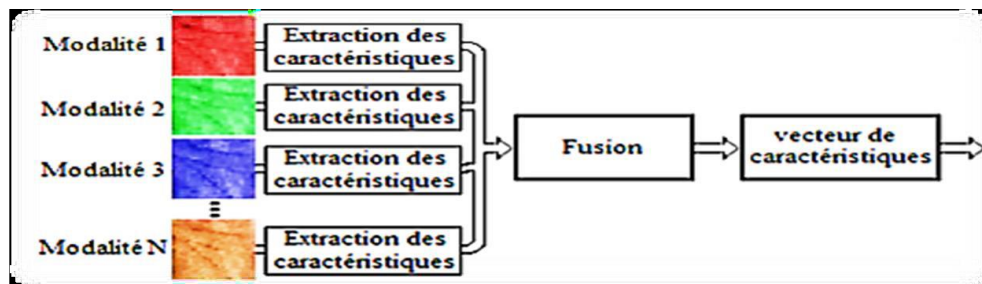 Modalité 1
Extraction des
caractéristiques
Modalité 2
Extraction des
caractéristiques
Modalité 3
Extraction des
caractéristiques
Modalité N
Extraction des
caractéristiques
Fusion
vecteur de
caractéristiques